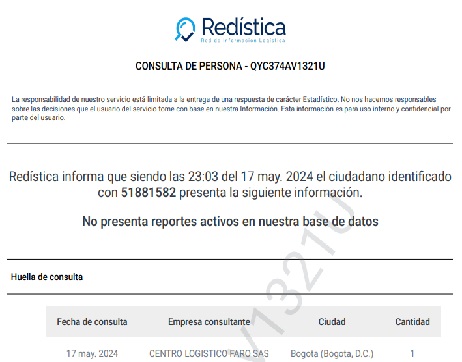 Redística
Red de Información Logística
CONSULTA DE PERSONA - QYC374AV1321U
La responsabilidad de nuestro servicio está limitada a la entrega de una respuesta de carácter Estadístico. No nos hacemos responsables
sobre las decisiones que el usuario del servicio tome con base en nuestra Información. Esta información es para uso interno y confidencial por
parte del usuario.
Redística informa que siendo las 23:03 del 17 may. 2024 el ciudadano identificado
con 51881582 presenta la siguiente información.
No presenta reportes activos en nuestra base de datos
Huella de consulta
Fecha de consulta Empresa consultante Ciudad Cantidad
17 may. 2024 CENTRO LOGISTICO FARO SAS Bogota (Bogota, D.C.) 1
V1321U